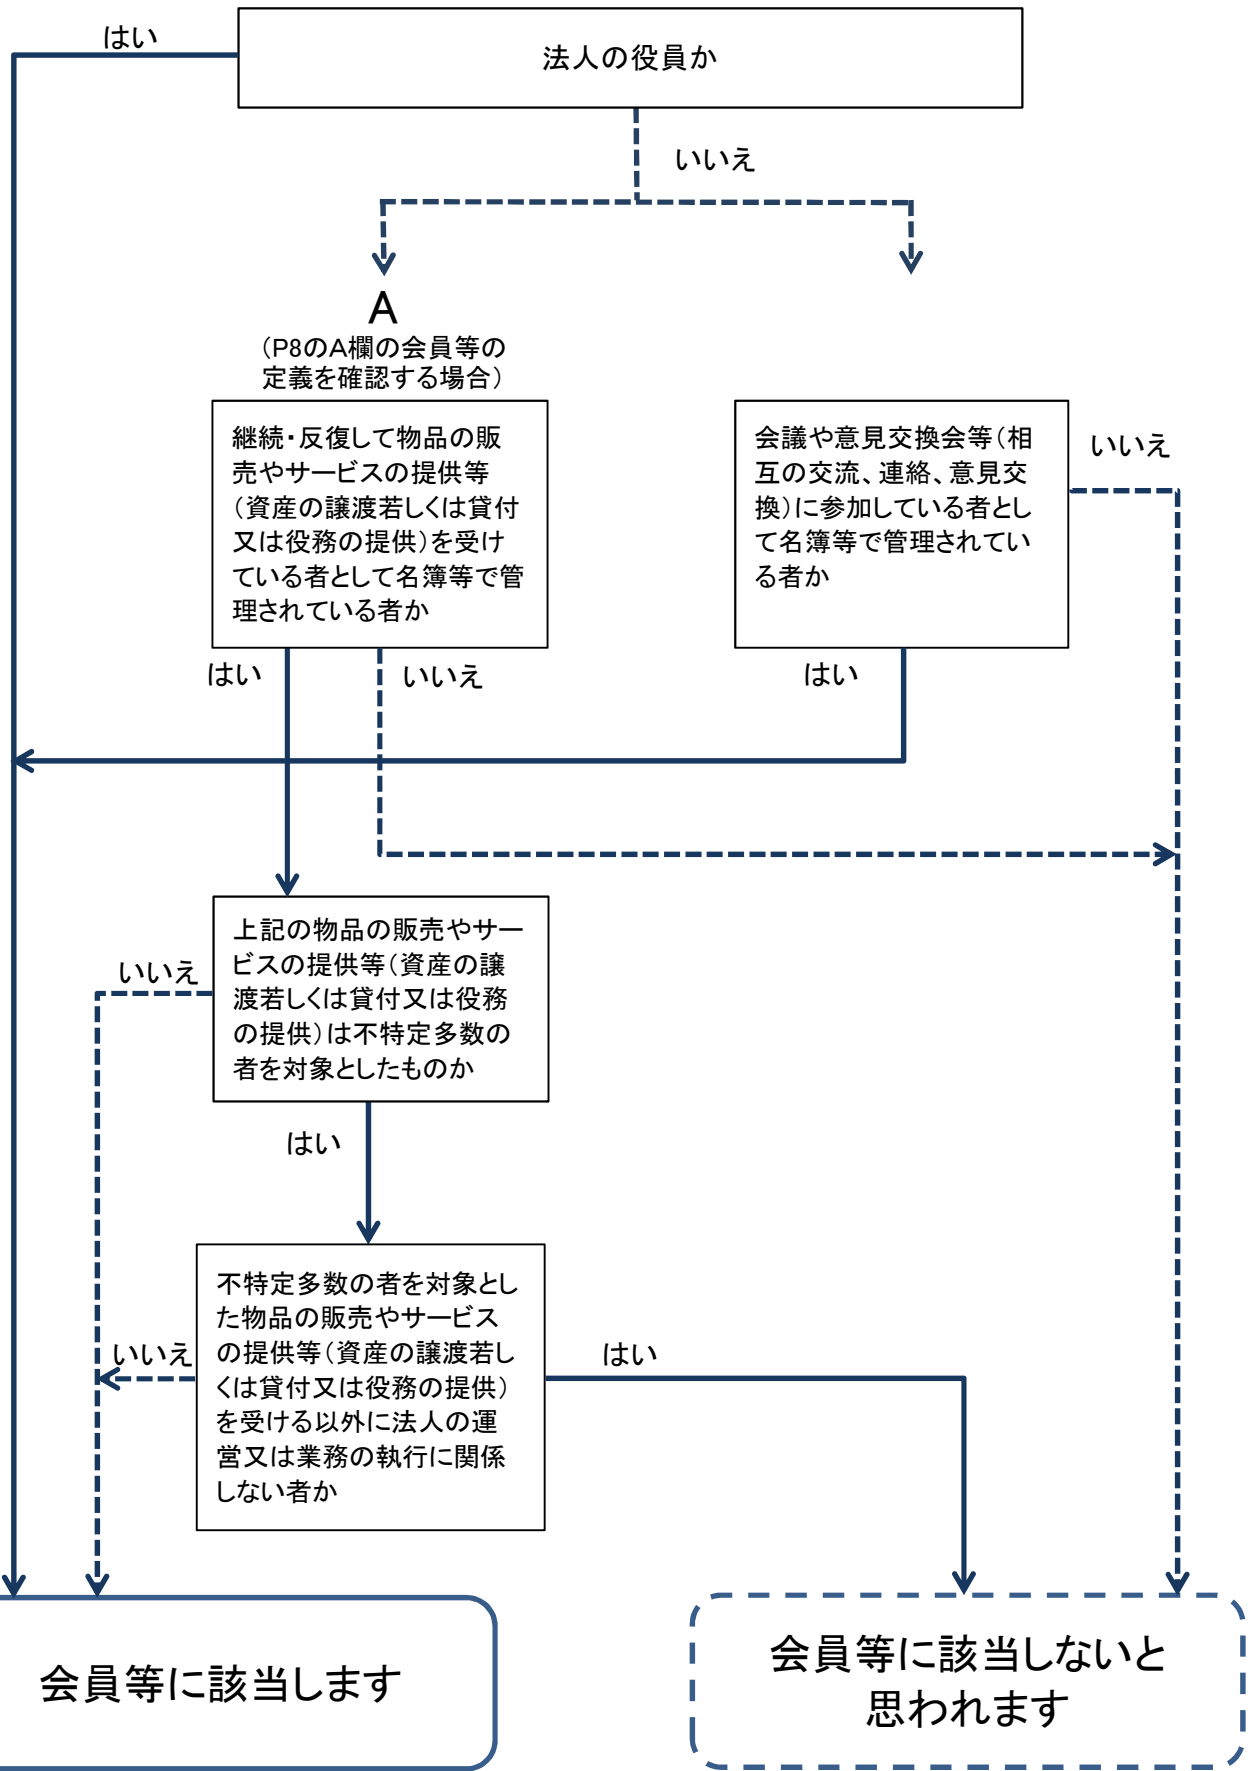 はい
法人の役員か
いいえ
A
（P8のA欄の会員等の
定義を確認する場合）
継続・反復して物品の販
売やサービスの提供等
（資産の譲渡若しくは貸付
又は役務の提供）を受け
ている者として名簿等で管
理されている者か
会議や意見交換会等（相
互の交流、連絡、意見交
換）に参加している者とし
て名簿等で管理されてい
る者か
いいえ
はい
いいえ
はい
上記の物品の販売やサー
ビスの提供等（資産の譲
渡若しくは貸付又は役務
の提供）は不特定多数の
者を対象としたものか
いいえ
はい
不特定多数の者を対象とし
た物品の販売やサービス
の提供等（資産の譲渡若し
くは貸付又は役務の提供）
を受ける以外に法人の運
営又は業務の執行に関係
しない者か
いいえ
はい
会員等に該当します
会員等に該当しないと
思われます